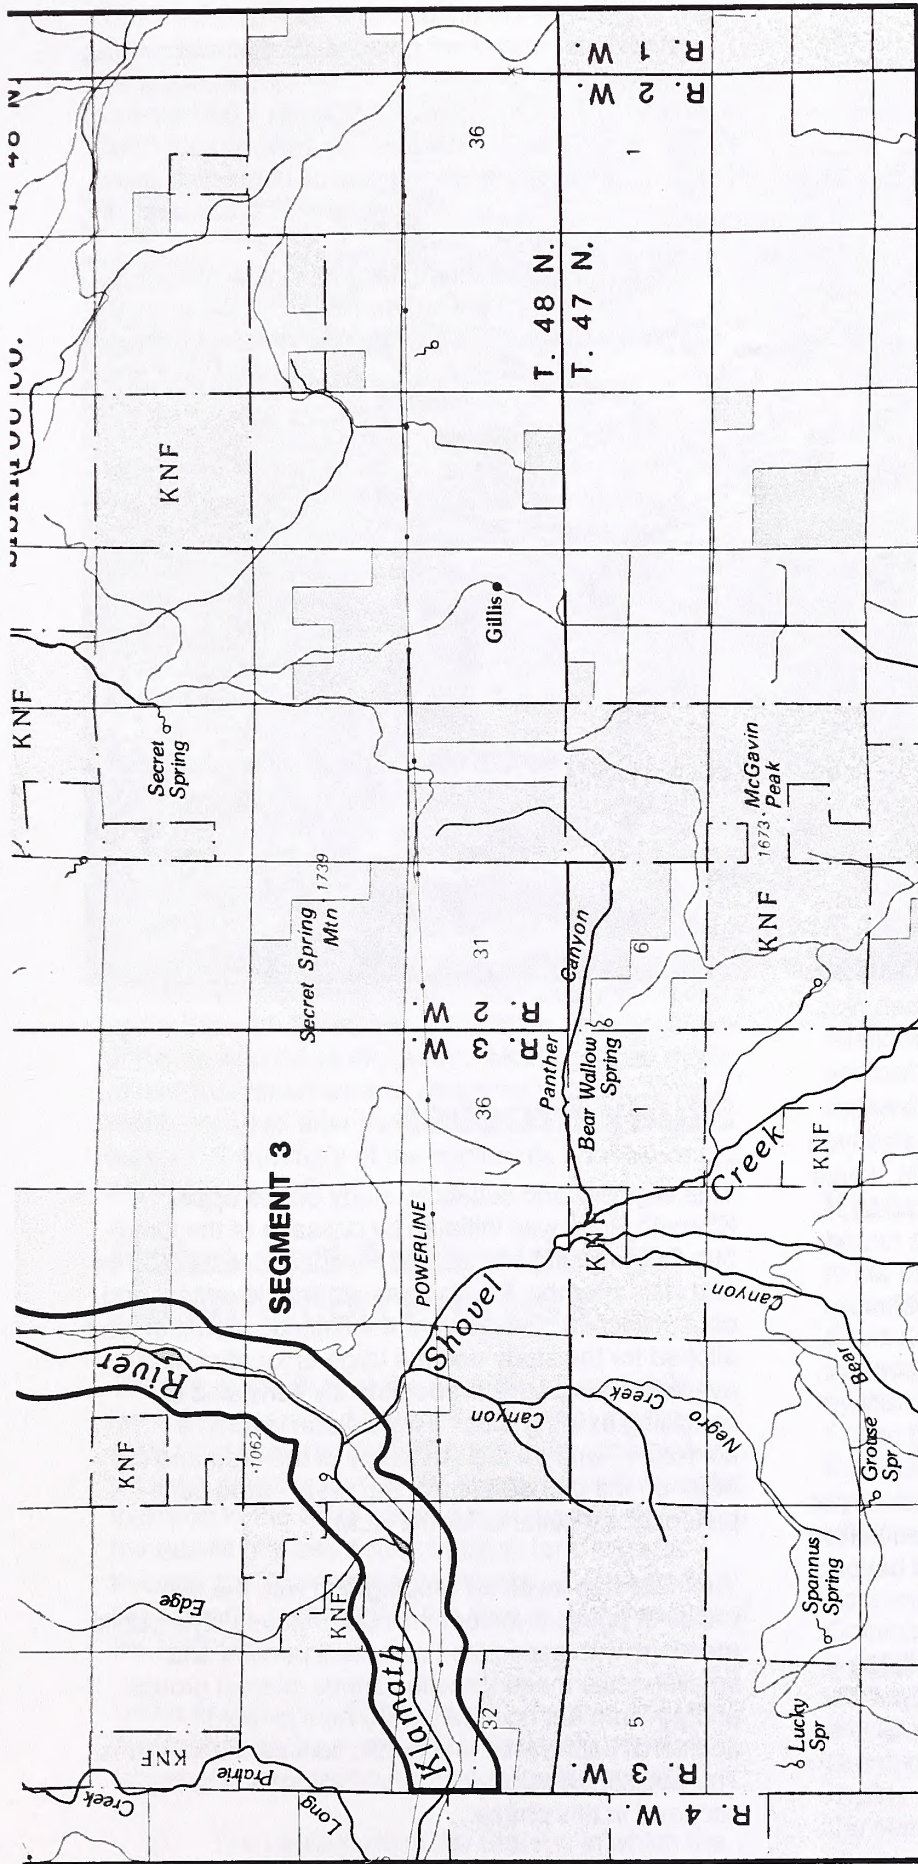 KNF
SISKIYOU CO.
T. 48 N
KNF
Secret
Spring
KNF
R. 1 W.
R. 2 W.
36
1
T. 48 N.
T. 47 N.
Gillis
Secret Spring 1739
Mtn
31
6
R. 2 W
R. 3 W.
36
1
Panther Canyon
Bear Wallow
Spring
1673 McGavin
Peak
KNF
SEGMENT 3
POWERLINE
Shovel
Creek
KNF
KNF
River
KNF
1062
Edge
KNF
Klamath
32
5
KNF
Creek
Prairie
Long
Canyon
Negro
Creek
Canyon
Bear
Grouse
Spr
Spannus
Spring
Lucky
Spr
R. 3 W.
R. 4 W.